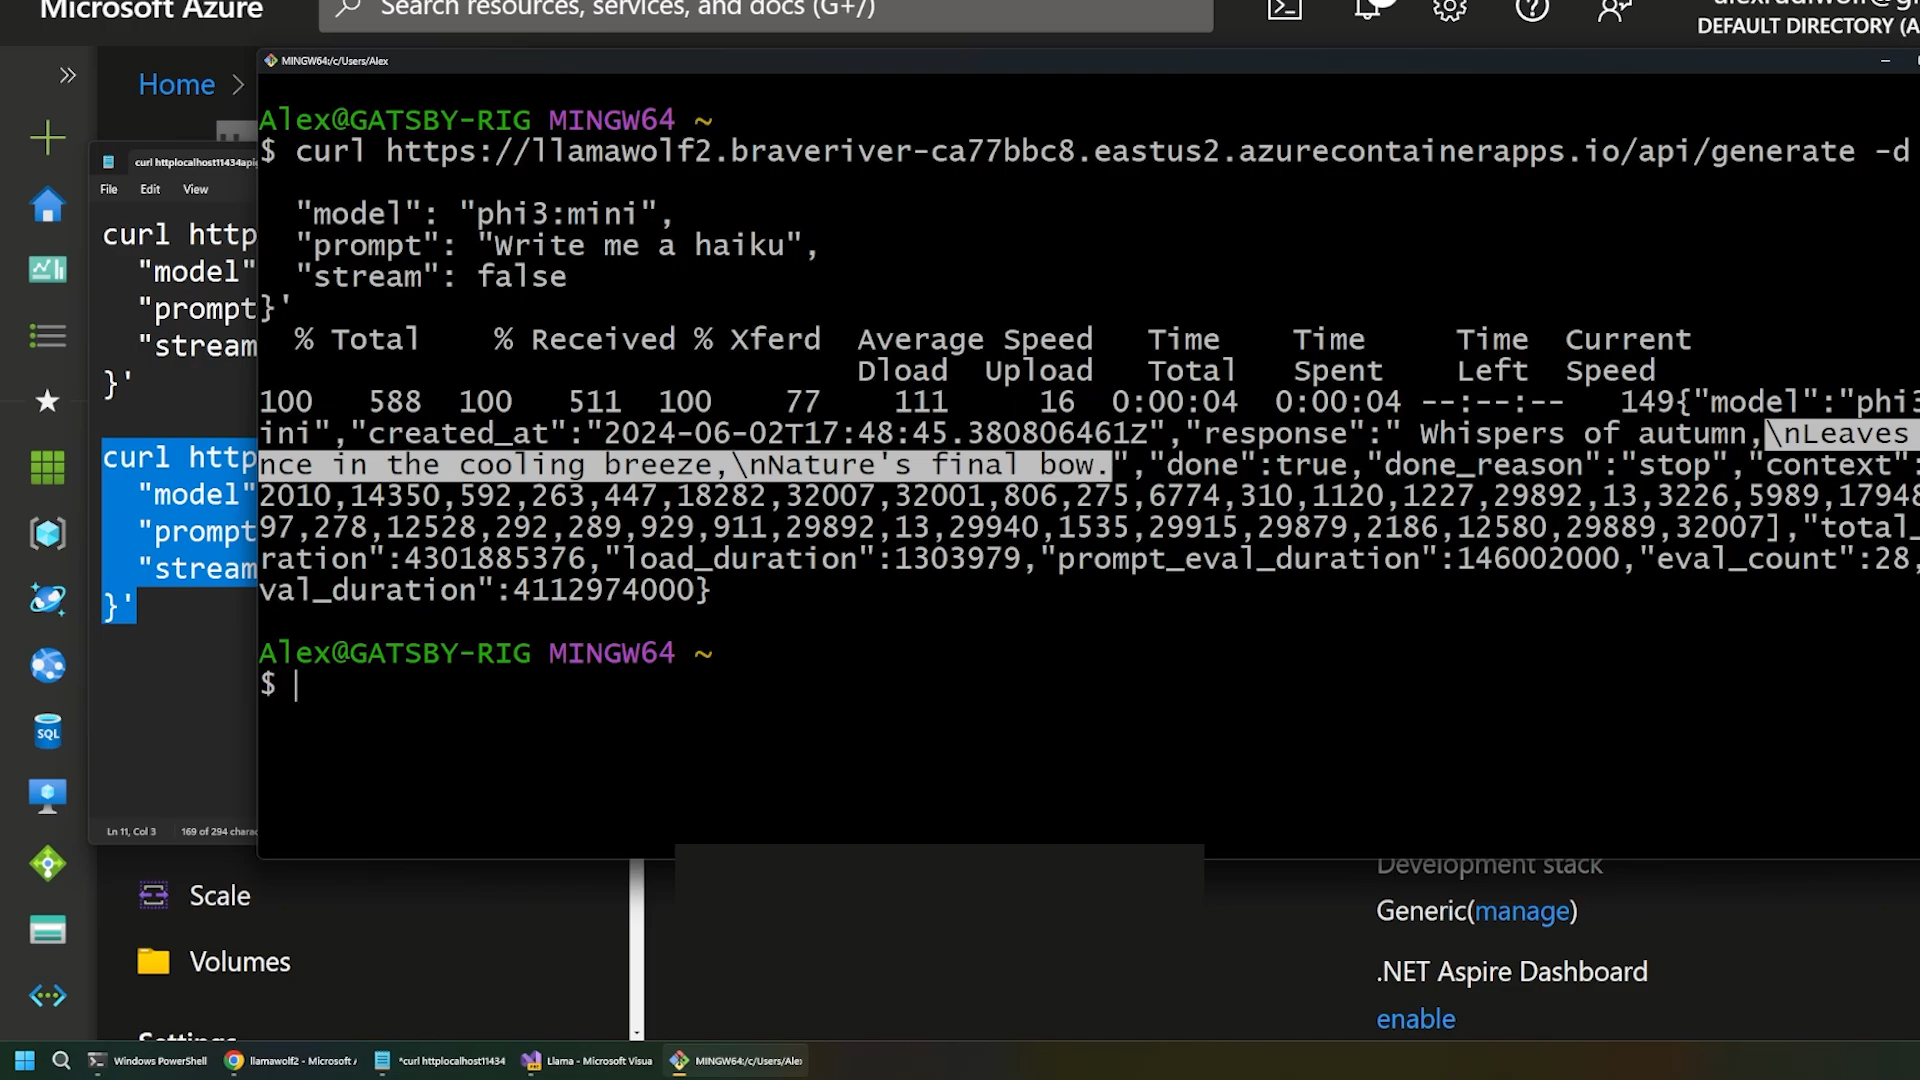 Microsoft Azure
Search resources, services, and docs (G+/)
DEFAULT DIRECTORY (A
Home
MINGW64:/c/Users/Alex
Alex@GATSBY-RIG MINGW64 ~
$ curl https://llamawolf2.braveriver-ca77bbc8.eastus2.azurecontainerapps.io/api/generate -d
"model": "phi3:mini",
"prompt": "Write me a haiku",
"stream": false
}'
% Total % Received % Xferd Average Speed Time Time Time Current
Dload Upload Total Spent Left Speed
100 588 100 511 100 77 111 16 0:00:04 0:00:04 --:--:-- 149{"model":"phi3
ini","created_at":"2024-06-02T17:48:45.380806461Z","response":" Whispers of autumn,\nLeaves
nce in the cooling breeze,\nNature's final bow.","done":true,"done_reason":"stop","context":
2010,14350,592,263,447,18282,32007,32001,806,275,6774,310,1120,1227,29892,13,3226,5989,17948
97,278,12528,292,289,929,911,29892,13,29940,1535,29915,29879,2186,12580,29889,32007],"total_
ration":4301885376,"load_duration":1303979,"prompt_eval_duration":146002000,"eval_count":28,
val_duration":4112974000}
Alex@GATSBY-RIG MINGW64 ~
$
curl httplocalhost11434api
File Edit View
curl http
"model"
"prompt
"stream
}'
curl http
"model"
"prompt
"stream
}'
Ln 11, Col 3 169 of 294 charac
Scale
Volumes
Settings
Development stack
Generic(manage)
.NET Aspire Dashboard
enable
SQL
Windows PowerShell
llamawolf2 - Microsoft A
*curl httplocalhost11434
Llama - Microsoft Visua
MINGW64:/c/Users/Alex